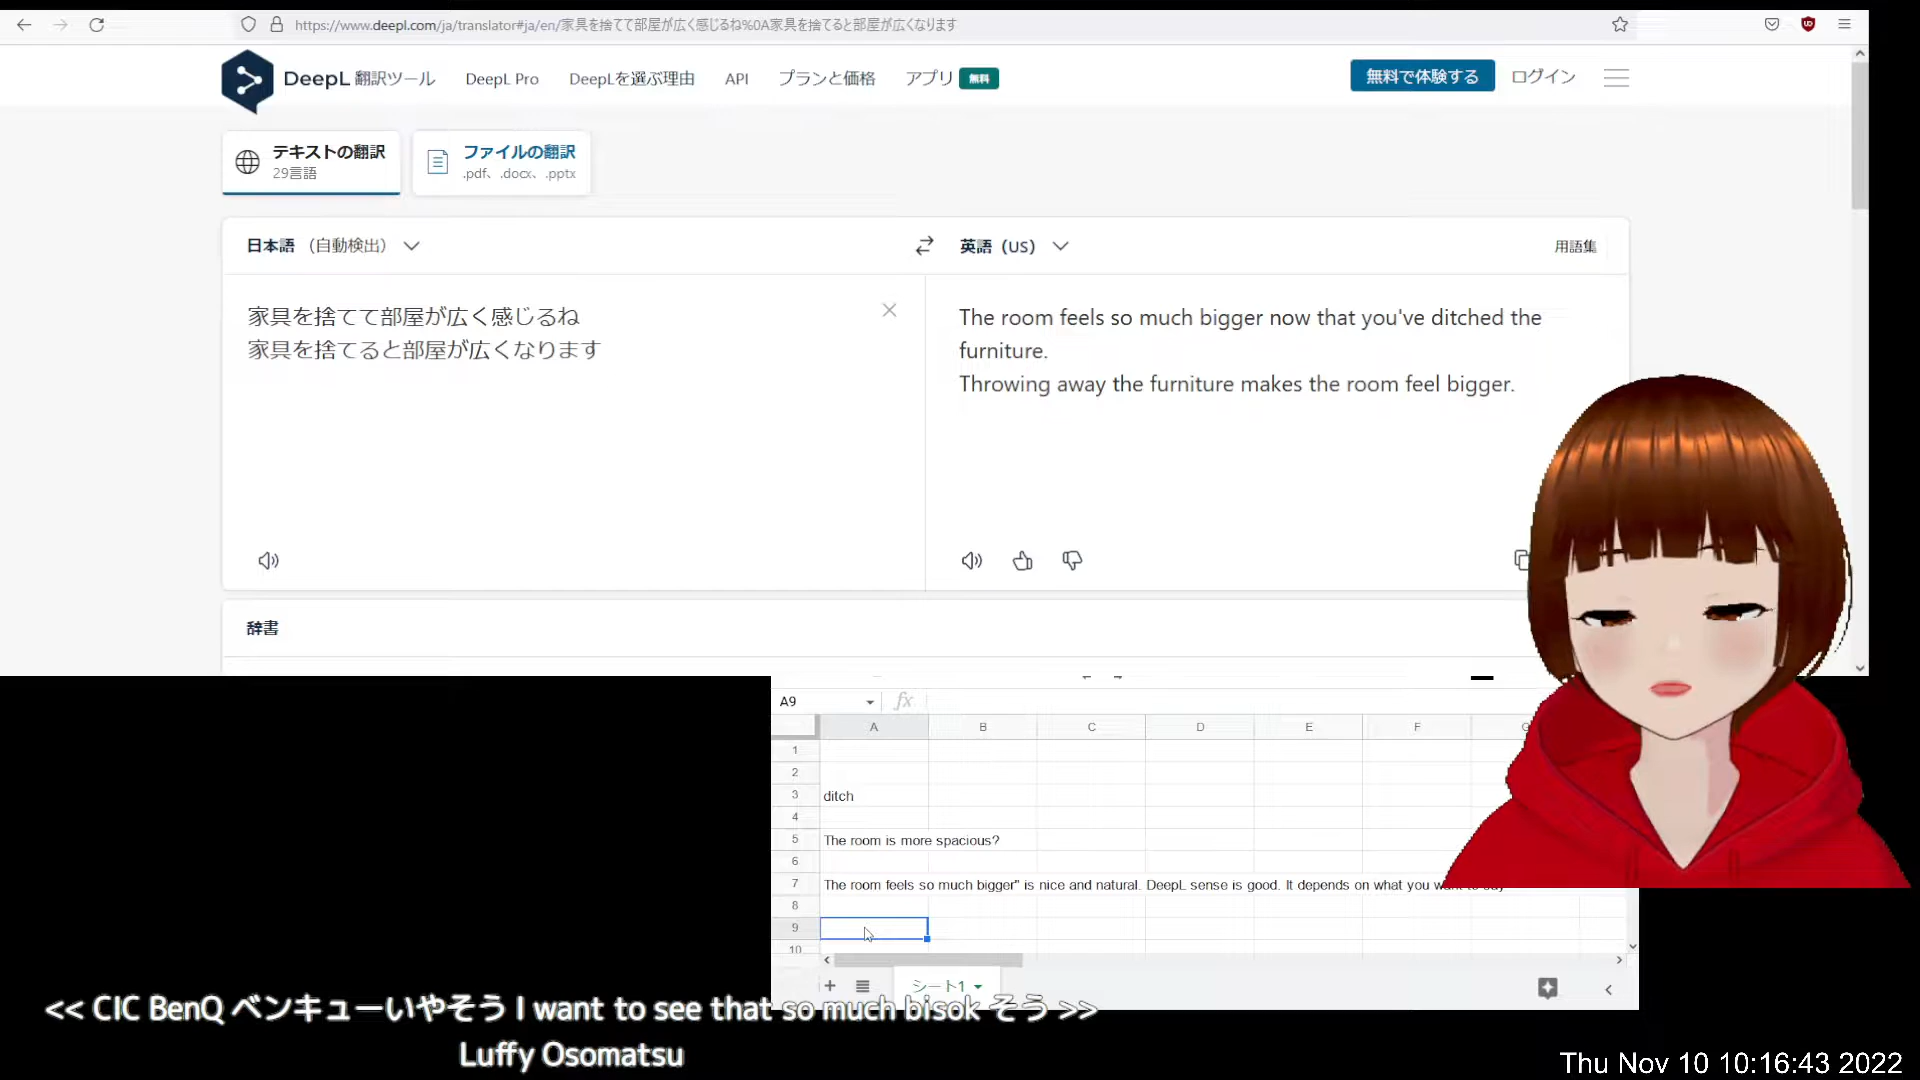 https://www.deepl.com/ja/translator#ja/en/家具を捨てて部屋が広く感じるね%0A家具を捨てると部屋が広くなります
DeepL 翻訳ツール
DeepL Pro
DeepLを選ぶ理由
API
プランと価格
アプリ
無料
無料で体験する
ログイン
テキストの翻訳
29言語
ファイルの翻訳
.pdf、.docx、.pptx
日本語 （自動検出）
英語（US）
用語集
家具を捨てて部屋が広く感じるね
家具を捨てると部屋が広くなります
The room feels so much bigger now that you've ditched the
furniture.
Throwing away the furniture makes the room feel bigger.
辞書
A9
fx
A B C D E F
1
2
3 ditch
4
5 The room is more spacious?
6
7 The room feels so much bigger" is nice and natural. DeepL sense is good. It depends on what you want to say
8
9
10
シート1
<< CIC BenQ ベンキューいやそう I want to see that so much bisok そう >>
Luffy Osomatsu
Thu Nov 10 10:16:43 2022